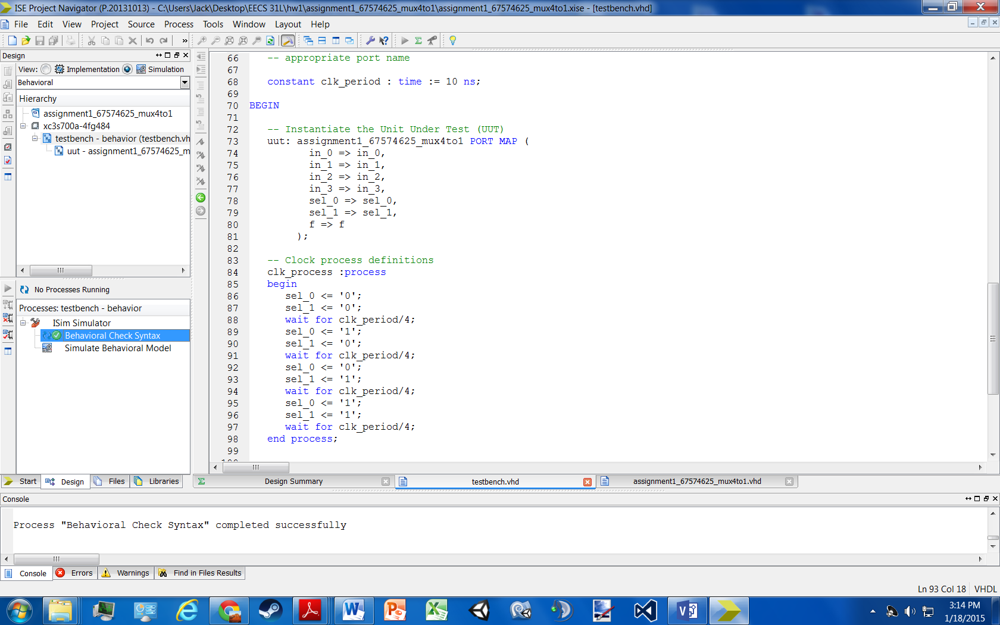 ISE Project Navigator (P.20131013) - C:\Users\Jack\Desktop\EECS 31L\hw1\assignment1_67574625_mux4to1\assignment1_67574625_mux4to1.xise - [testbench.vhd]
File Edit View Project Source Process Tools Window Layout Help
Design
View: Implementation Simulation
Behavioral
Hierarchy
assignment1_67574625_mux4to1
xc3s700a-4fg484
testbench - behavior (testbench.vh
uut - assignment1_67574625_m
No Processes Running
Processes: testbench - behavior
ISim Simulator
Behavioral Check Syntax
Simulate Behavioral Model
Start Design Files Libraries
66 -- appropriate port name
67
68 constant clk_period : time := 10 ns;
69
70 BEGIN
71
72 -- Instantiate the Unit Under Test (UUT)
73 uut: assignment1_67574625_mux4to1 PORT MAP (
74 in_0 => in_0,
75 in_1 => in_1,
76 in_2 => in_2,
77 in_3 => in_3,
78 sel_0 => sel_0,
79 sel_1 => sel_1,
80 f => f
81 );
82
83 -- Clock process definitions
84 clk_process :process
85 begin
86 sel_0 <= '0';
87 sel_1 <= '0';
88 wait for clk_period/4;
89 sel_0 <= '1';
90 sel_1 <= '0';
91 wait for clk_period/4;
92 sel_0 <= '0';
93 sel_1 <= '1';
94 wait for clk_period/4;
95 sel_0 <= '1';
96 sel_1 <= '1';
97 wait for clk_period/4;
98 end process;
99
Design Summary testbench.vhd assignment1_67574625_mux4to1.vhd
Console
Process "Behavioral Check Syntax" completed successfully
Console Errors Warnings Find in Files Results
Ln 93 Col 18 VHDL
3:14 PM
1/18/2015